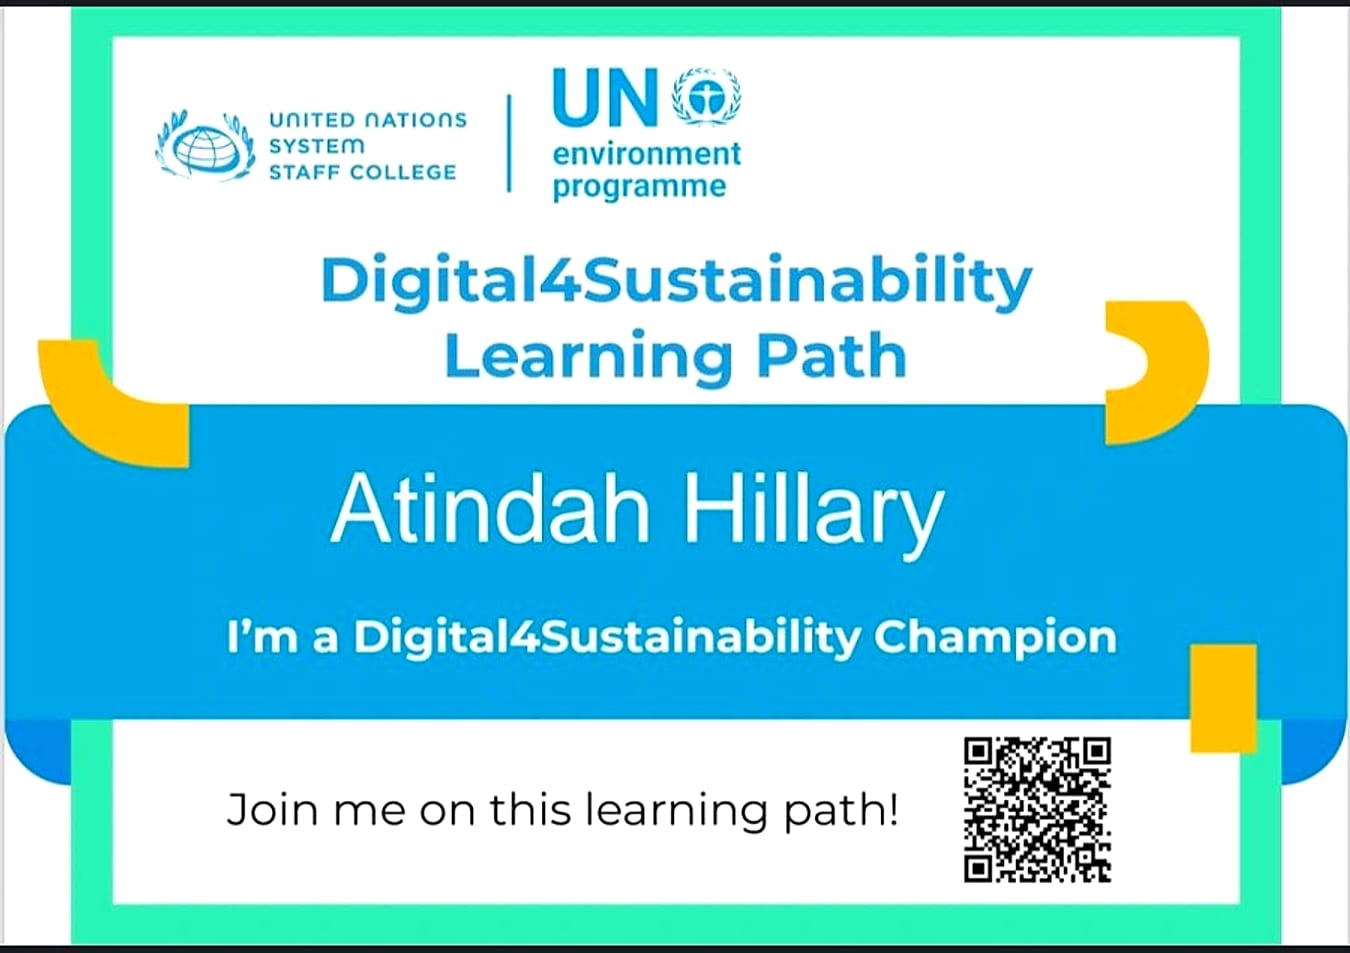 UNITED NATIONS
SYSTEM
STAFF COLLEGE
UN
environment
programme
Digital4Sustainability
Learning Path
Atindah Hillary
I’m a Digital4Sustainability Champion
Join me on this learning path!